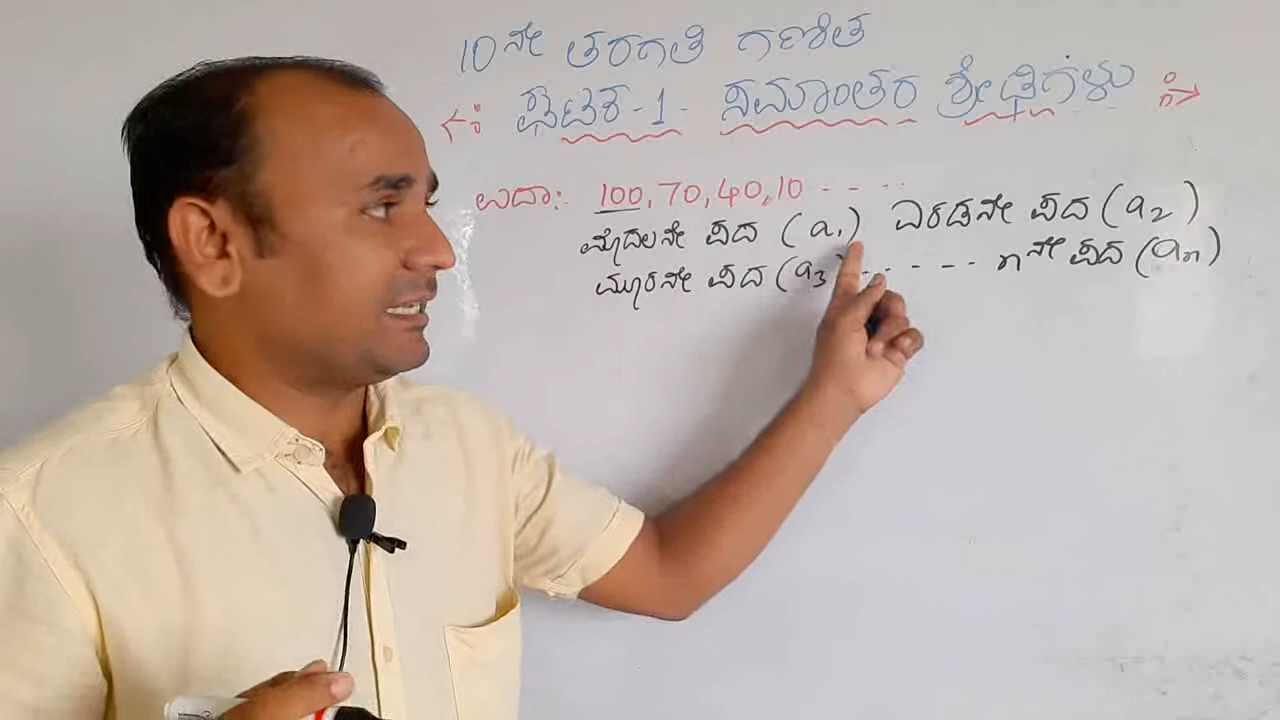 10ನೇ ತರಗತಿ ಗಣಿತ
ಘಟಕ -1 - ಸಮಾಂತರ ಶ್ರೇಢಿಗಳು
ಉದಾ: 100, 70, 40, 10 - - - -
ಮೊದಲನೇ ಪದ (a₁) ಎರಡನೇ ಪದ (a₂)
ಮೂರನೇ ಪದ (a₃) - - - - - - nನೇ ಪದ (aₙ)